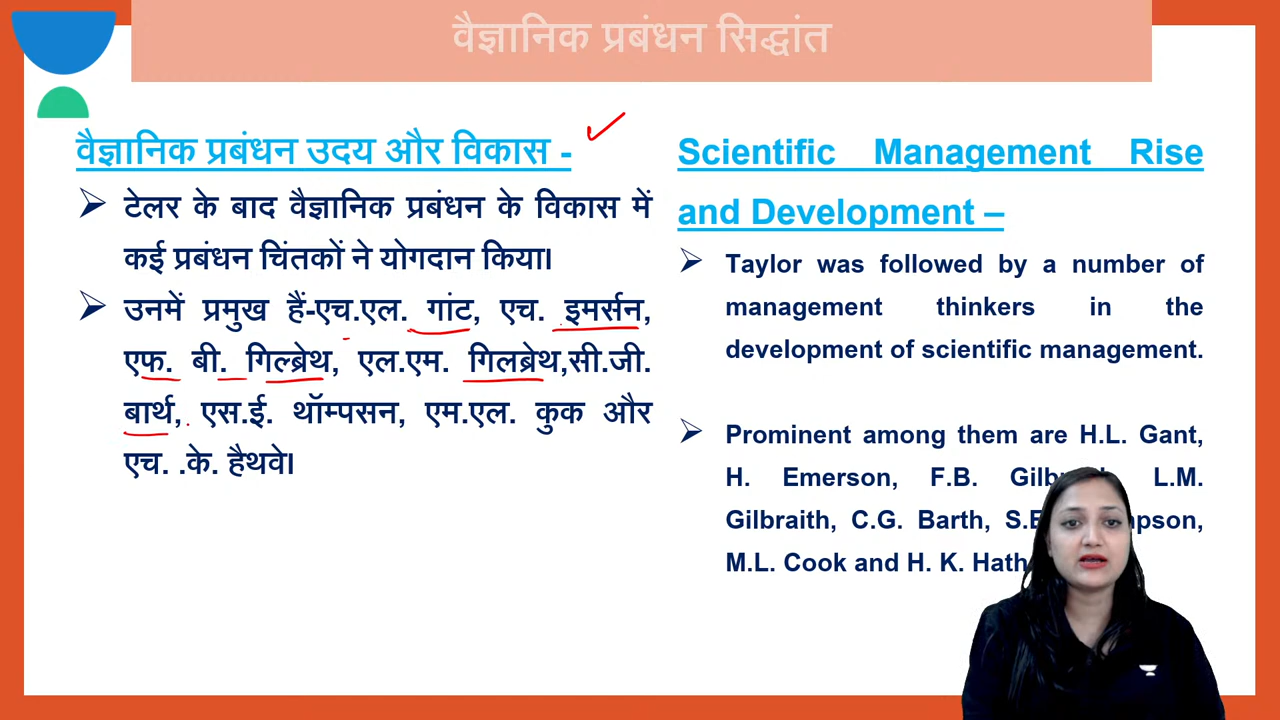 वैज्ञानिक प्रबंधन सिद्धांत
वैज्ञानिक प्रबंधन उदय और विकास -
टेलर के बाद वैज्ञानिक प्रबंधन के विकास में
कई प्रबंधन चिंतकों ने योगदान किया।
उनमें प्रमुख हैं-एच.एल. गांट, एच. इमर्सन,
एफ. बी. गिल्ब्रेथ, एल.एम. गिलब्रेथ,सी.जी.
बार्थ, एस.ई. थॉम्पसन, एम.एल. कुक और
एच. .के. हैथवे।
Scientific Management Rise
and Development –
Taylor was followed by a number of
management thinkers in the
development of scientific management.
Prominent among them are H.L. Gant,
H. Emerson, F.B. L.M.
Gilbraith, C.G. Barth,
M.L. Cook and H. K.